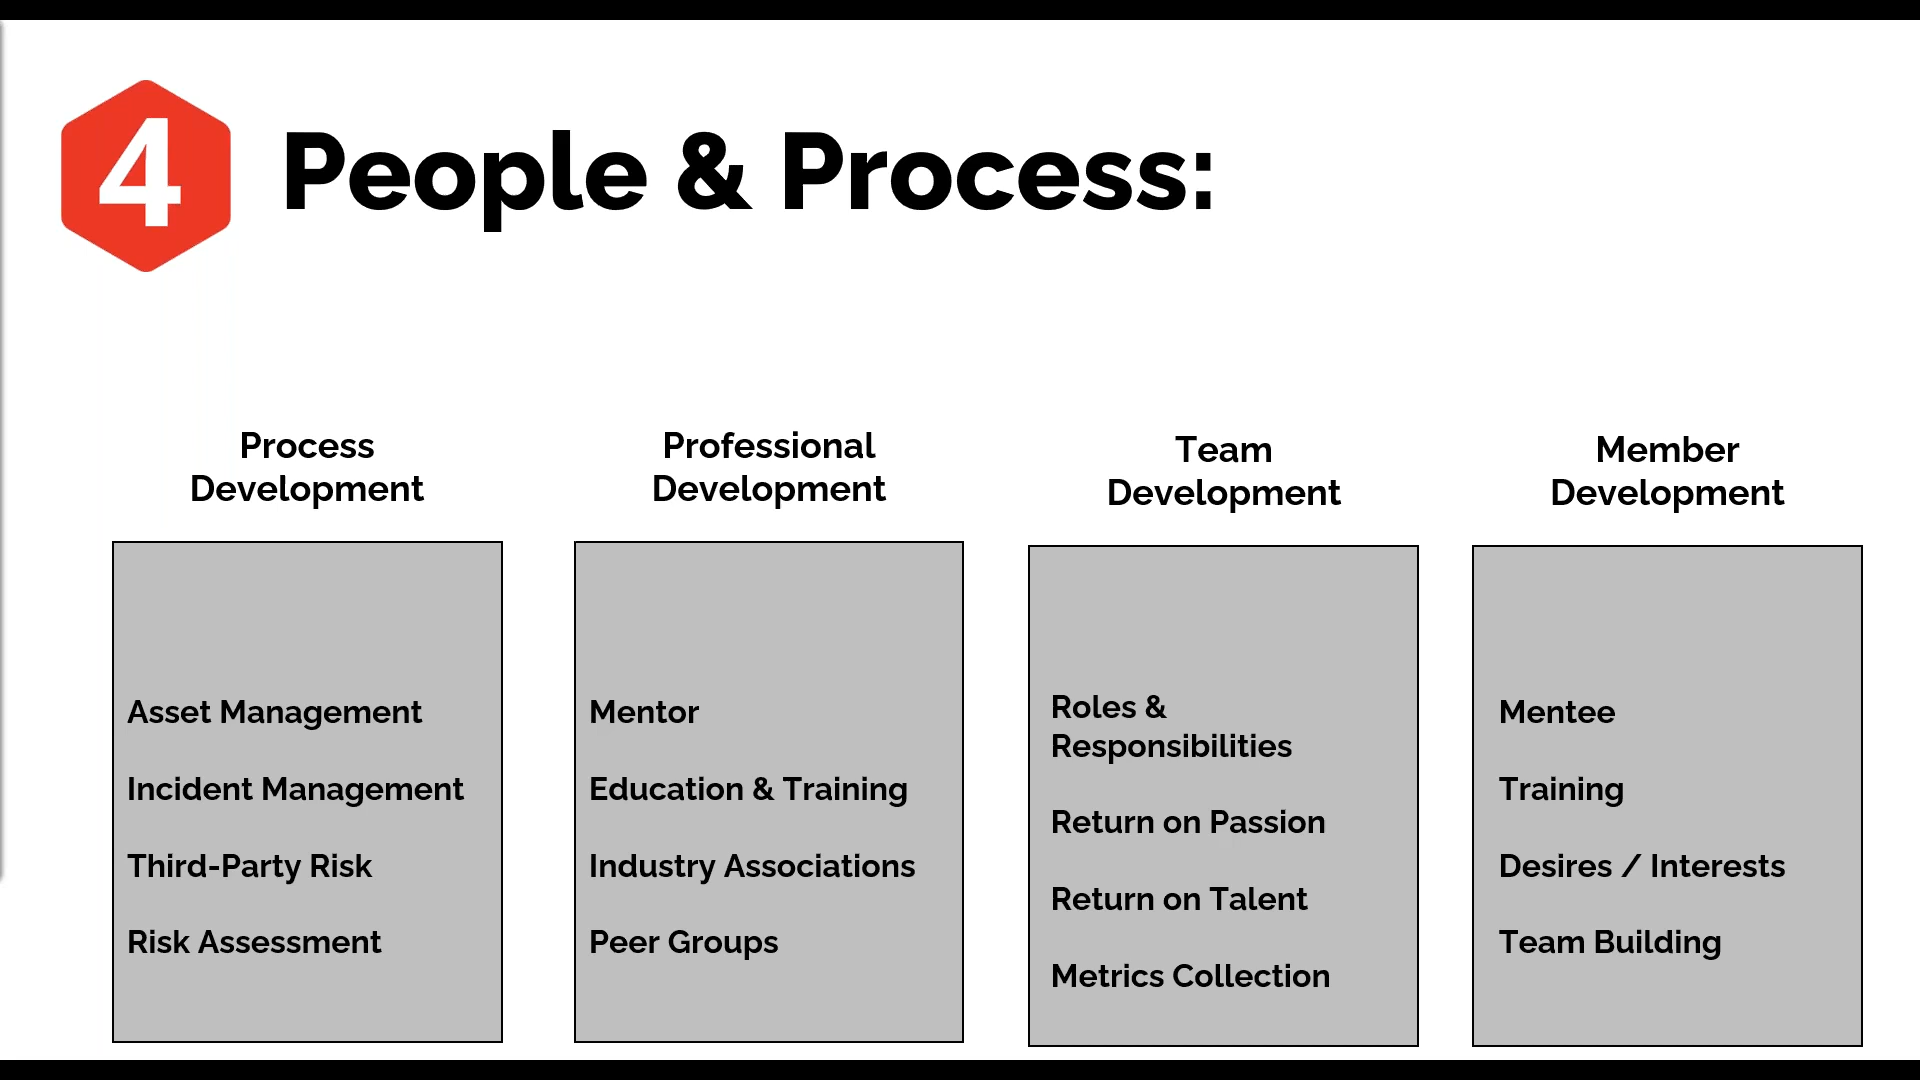 4
People & Process:
Process
Development
Asset Management
Incident Management
Third-Party Risk
Risk Assessment
Professional
Development
Mentor
Education & Training
Industry Associations
Peer Groups
Team
Development
Roles &
Responsibilities
Return on Passion
Return on Talent
Metrics Collection
Member
Development
Mentee
Training
Desires / Interests
Team Building